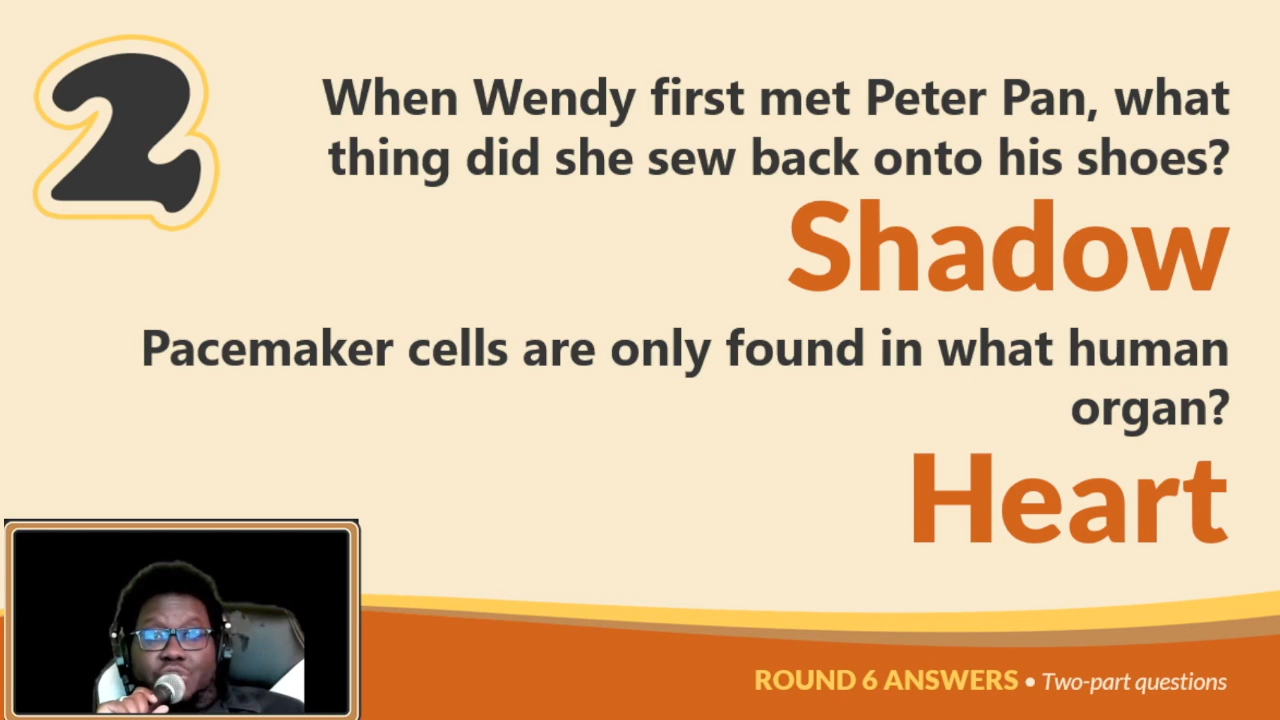 2
When Wendy first met Peter Pan, what
thing did she sew back onto his shoes?
Shadow
Pacemaker cells are only found in what human
organ?
Heart
ROUND 6 ANSWERS • Two-part questions